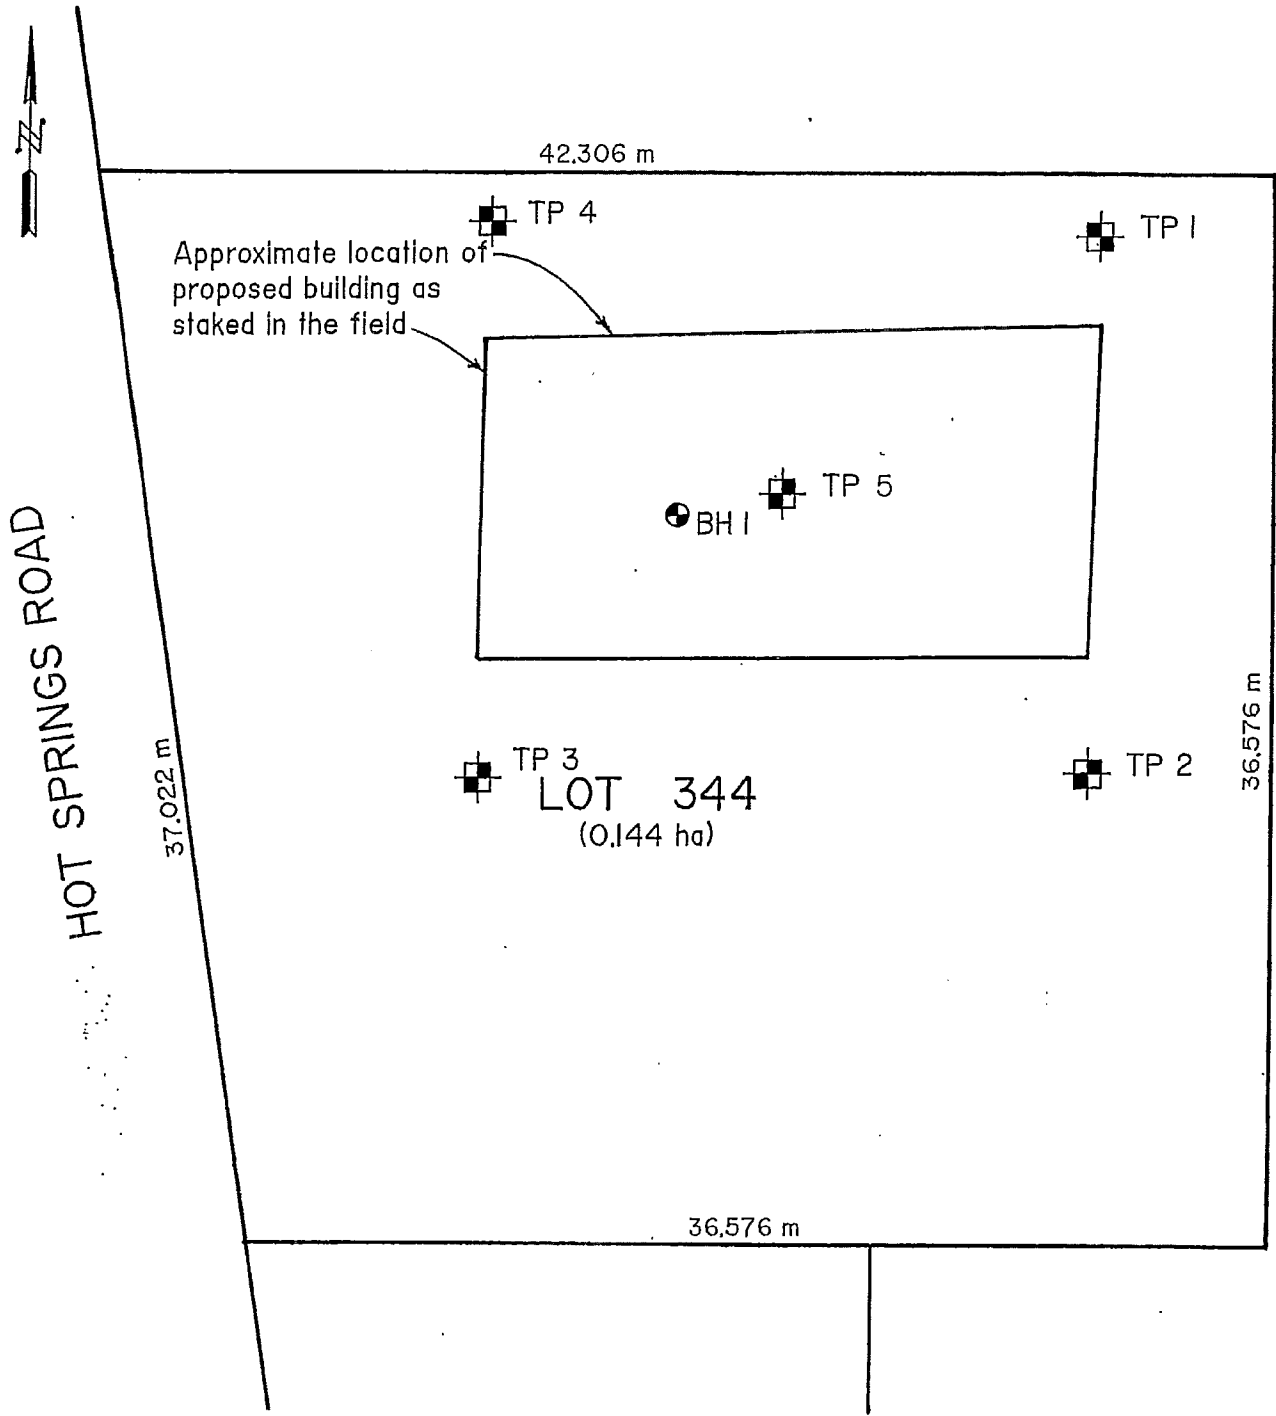 N
42.306 m
TP 4
TP 1
Approximate location of
proposed building as
staked in the field
TP 5
BH 1
HOT SPRINGS ROAD
37.022 m
36.576 m
TP 3
TP 2
LOT 344
(0.144 ha)
36.576 m